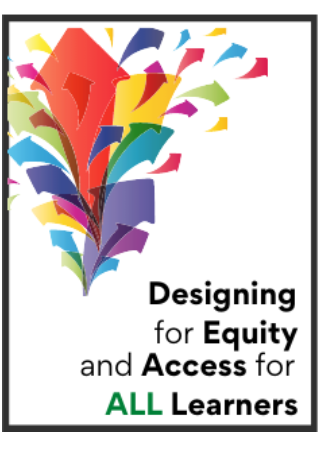 Designing
for Equity
and Access for
ALL Learners